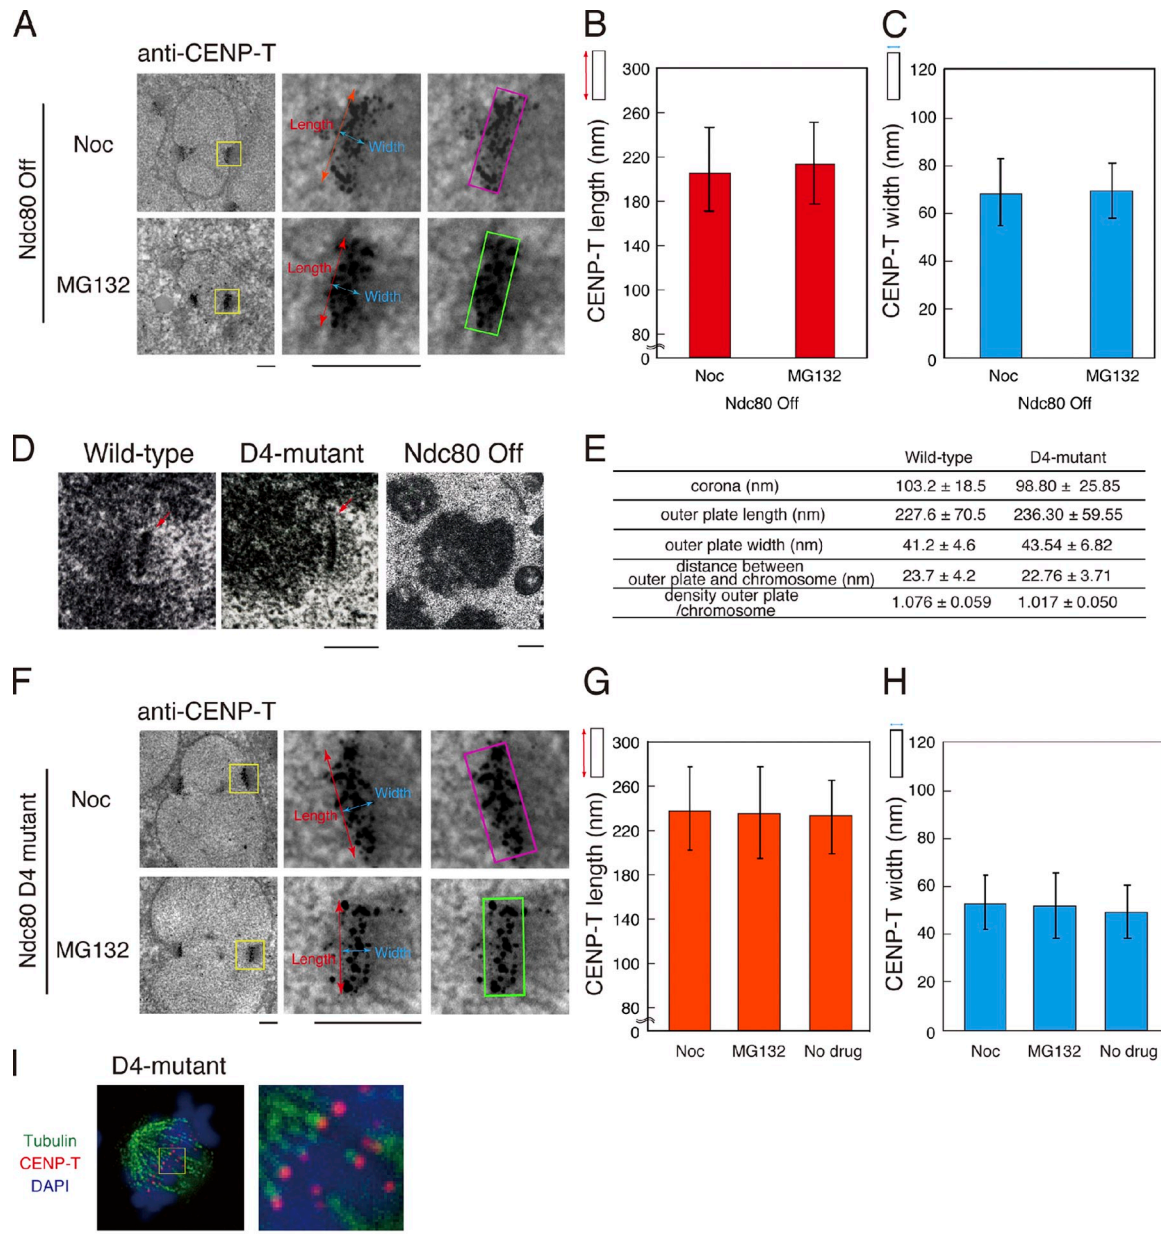 A
anti-CENP-T
Ndc80 Off
Noc
Length
Width
MG132
Length
Width
B
CENP-T length (nm)
300
260
220
180
140
100
80
0
Noc MG132
Ndc80 Off
C
CENP-T width (nm)
120
100
80
60
40
20
0
Noc MG132
Ndc80 Off
D
Wild-type D4-mutant Ndc80 Off
E
Wild-type D4-mutant
corona (nm) 103.2 ± 18.5 98.80 ± 25.85
outer plate length (nm) 227.6 ± 70.5 236.30 ± 59.55
outer plate width (nm) 41.2 ± 4.6 43.54 ± 6.82
distance between
outer plate and chromosome (nm) 23.7 ± 4.2 22.76 ± 3.71
density outer plate
/chromosome 1.076 ± 0.059 1.017 ± 0.050
F
anti-CENP-T
Ndc80 D4 mutant
Noc
Length
Width
MG132
Length
Width
G
CENP-T length (nm)
300
260
220
180
140
100
80
0
Noc MG132 No drug
H
CENP-T width (nm)
120
100
80
60
40
20
0
Noc MG132 No drug
I
D4-mutant
Tubulin
CENP-T
DAPI